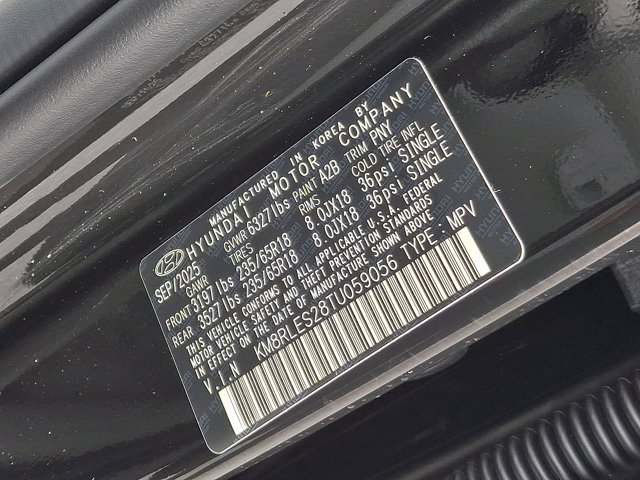 MANUFACTURED IN KOREA BY
HYUNDAI MOTOR COMPANY
SEP/2025 GVWR 6327lbs PAINT A2B TRIM PNY
GAWR TIRES RIMS COLD TIRE INFL.
FRONT 3197lbs 235/65R18 8.0JX18 36psi SINGLE
REAR 3527lbs 235/65R18 8.0JX18 36psi SINGLE
THIS VEHICLE CONFORMS TO ALL APPLICABLE U.S.A. FEDERAL
MOTOR VEHICLE SAFETY AND THEFT PREVENTION STANDARDS
IN EFFECT ON THE DATE OF MANUFACTURE SHOWN ABOVE.
V.I.N KM8RLES28TU059056 TYPE: MPV